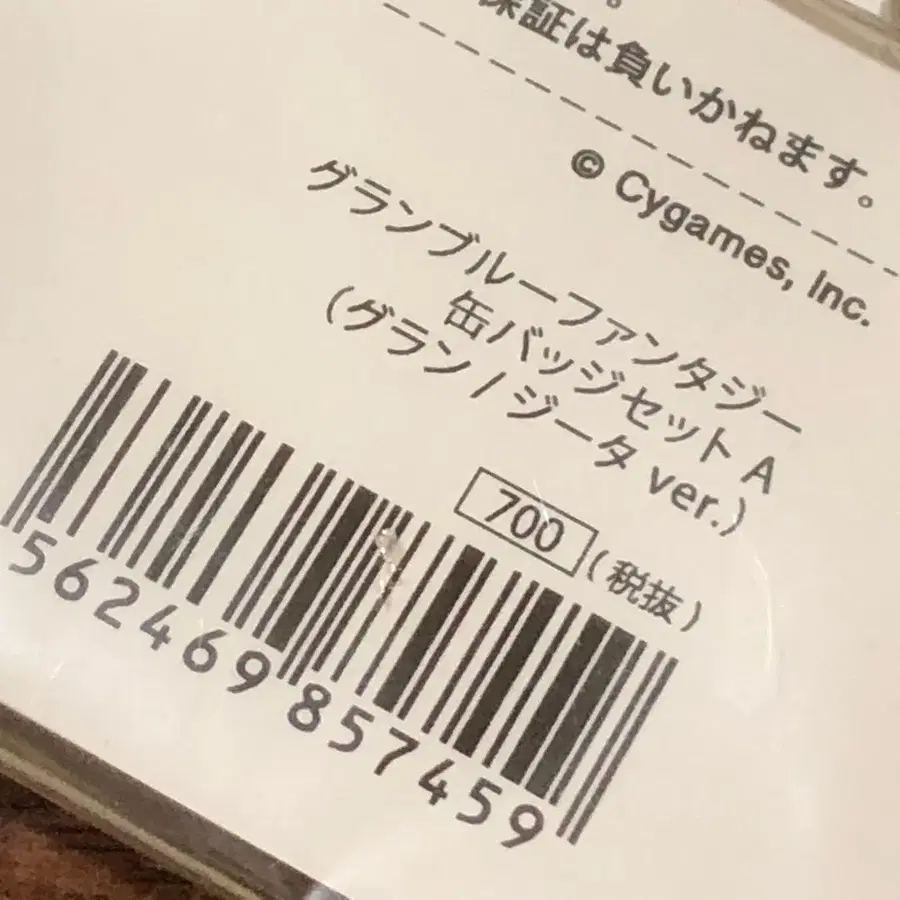 保証は負いかねます。
© Cygames, Inc.
グランブルーファンタジー
缶バッジセット A
(グラン/ジータ ver.)
700 (税抜)
562469 857459